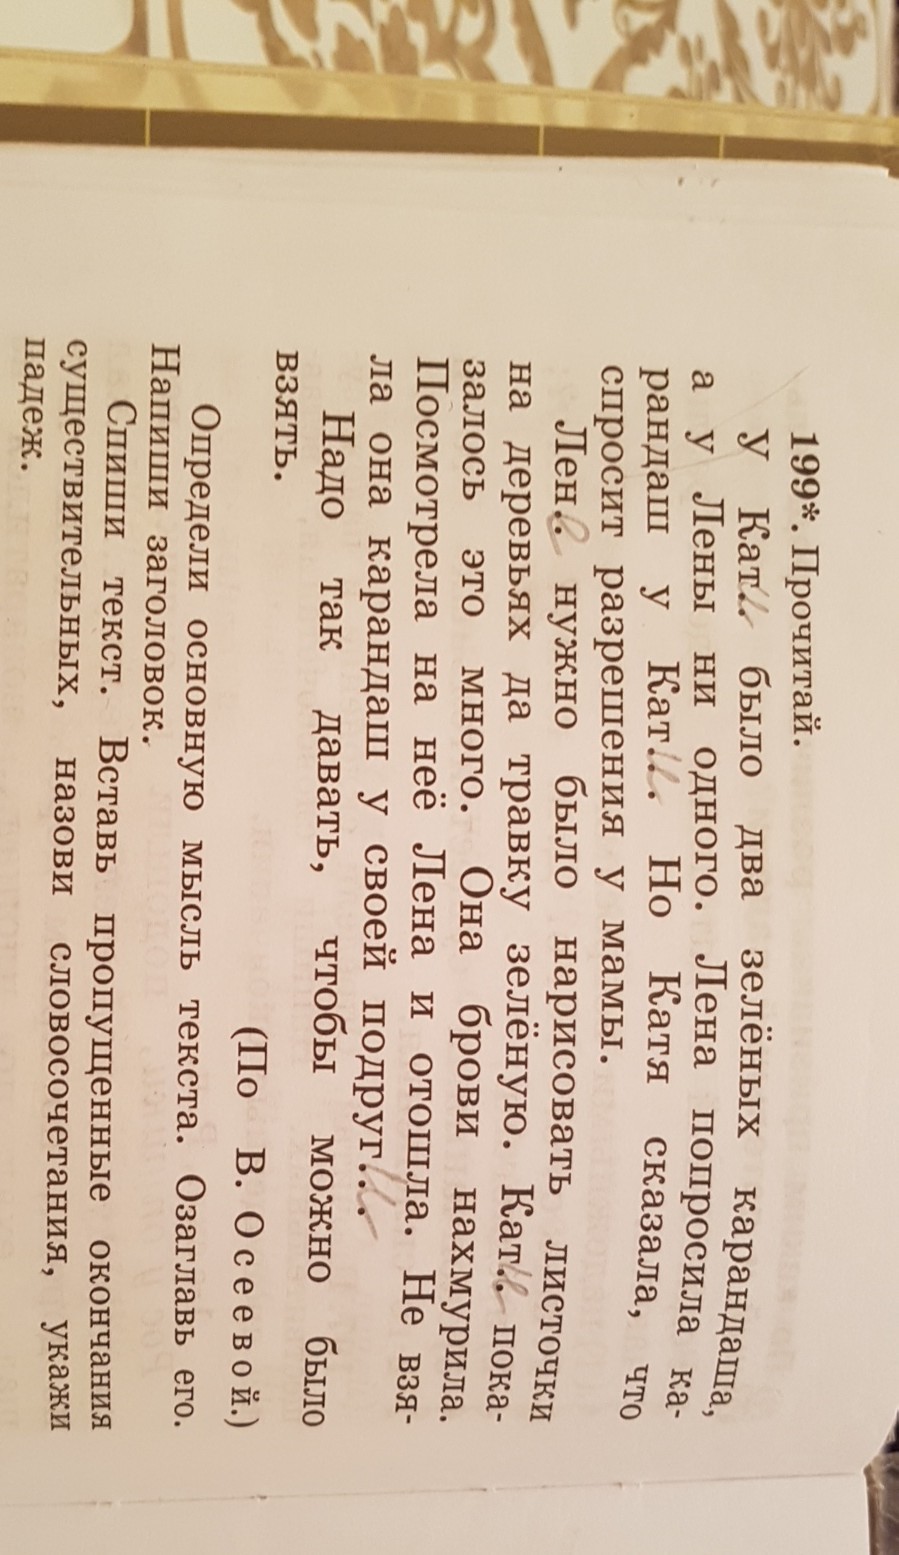 199*. Прочитай.
У Кат и.. было два зелёных карандаша,
а у Лены ни одного. Лена попросила ка-
рандаш у Кат и... Но Катя сказала, что
спросит разрешения у мамы.
Лен.. е нужно было нарисовать листочки
на деревьях да травку зелёную. Кат.. и пока-
залось это много. Она брови нахмурила.
Посмотрела на неё Лена и отошла. Не взя-
ла она карандаш у своей подруг и...
Надо так давать, чтобы можно было
взять.
(По В. Осеевой.)
Определи основную мысль текста. Озаглавь его.
Напиши заголовок.
Спиши текст. Вставь пропущенные окончания
существительных, назови словосочетания, укажи
падеж.